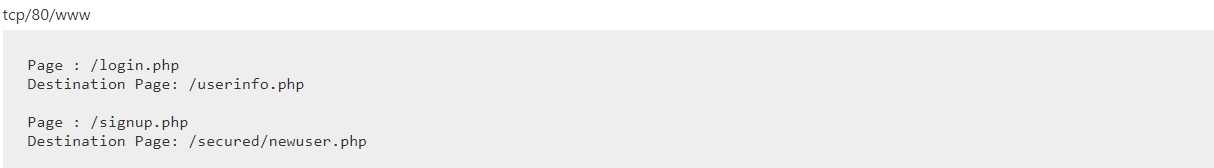 tcp/80/www
Page : /login.php
Destination Page: /userinfo.php
Page : /signup.php
Destination Page: /secured/newuser.php